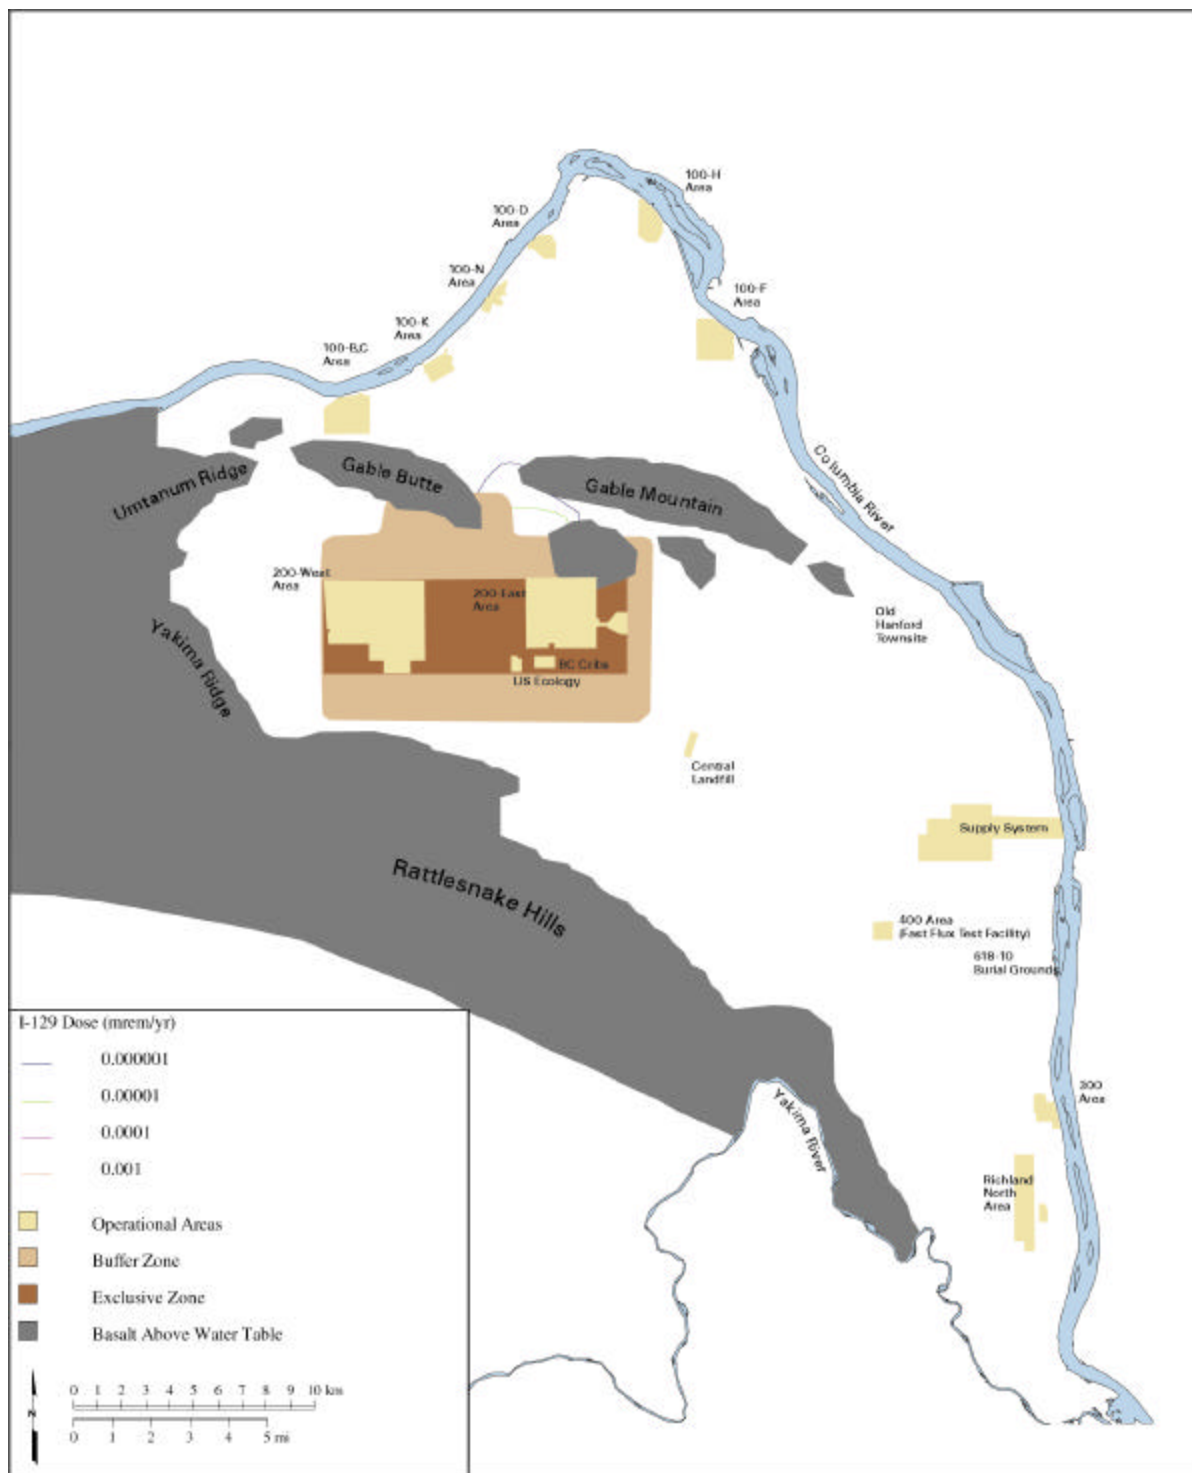 100-H
Area
100-D
Area
100-N
Area
100-F
Area
100-K
Area
100-B,C
Area
Columbia River
Umtanum Ridge
Gable Butte
Gable Mountain
200-West
Area
200-East
Area
Old
Hanford
Townsite
Yakima Ridge
BC Cribs
US Ecology
Central
Landfill
Supply System
Rattlesnake Hills
400 Area
(Fast Flux Test Facility)
618-10
Burial Grounds
300
Area
Yakima River
Richland
North
Area
I-129 Dose (mrem/yr)
0.000001
0.00001
0.0001
0.001
Operational Areas
Buffer Zone
Exclusive Zone
Basalt Above Water Table
0 1 2 3 4 5 6 7 8 9 10 km
N
0 1 2 3 4 5 mi